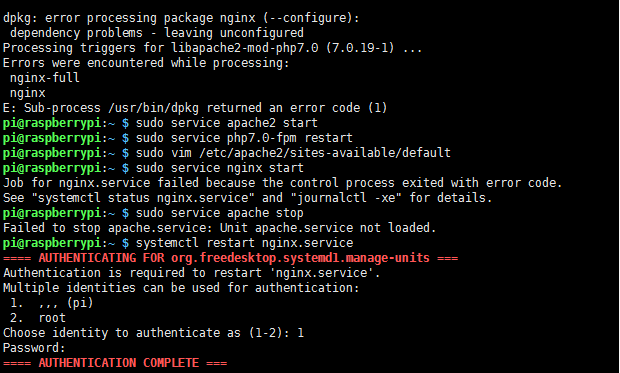 dpkg: error processing package nginx (--configure):
 dependency problems - leaving unconfigured
Processing triggers for libapache2-mod-php7.0 (7.0.19-1) ...
Errors were encountered while processing:
 nginx-full
 nginx
E: Sub-process /usr/bin/dpkg returned an error code (1)
pi@raspberrypi:~ $ sudo service apache2 start
pi@raspberrypi:~ $ sudo service php7.0-fpm restart
pi@raspberrypi:~ $ sudo vim /etc/apache2/sites-available/default
pi@raspberrypi:~ $ sudo service nginx start
Job for nginx.service failed because the control process exited with error code.
See "systemctl status nginx.service" and "journalctl -xe" for details.
pi@raspberrypi:~ $ sudo service apache stop
Failed to stop apache.service: Unit apache.service not loaded.
pi@raspberrypi:~ $ systemctl restart nginx.service
==== AUTHENTICATING FOR org.freedesktop.systemd1.manage-units ===
Authentication is required to restart 'nginx.service'.
Multiple identities can be used for authentication:
 1.  ,,, (pi)
 2.  root
Choose identity to authenticate as (1-2): 1
Password:
==== AUTHENTICATION COMPLETE ===